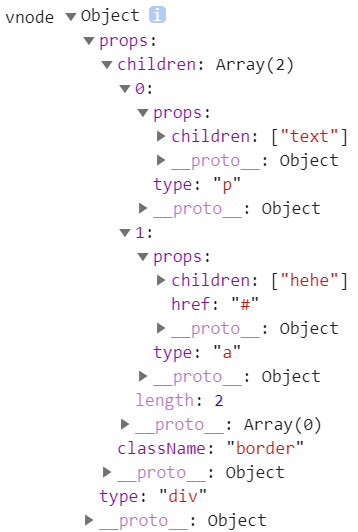 vnode ▼Object i
▼props:
▼children: Array(2)
▼0:
▼props:
▶children: ["text"]
▶__proto__: Object
type: "p"
▶__proto__: Object
▼1:
▼props:
▶children: ["hehe"]
href: "#"
▶__proto__: Object
type: "a"
▶__proto__: Object
length: 2
▶__proto__: Array(0)
className: "border"
▶__proto__: Object
type: "div"
▶__proto__: Object